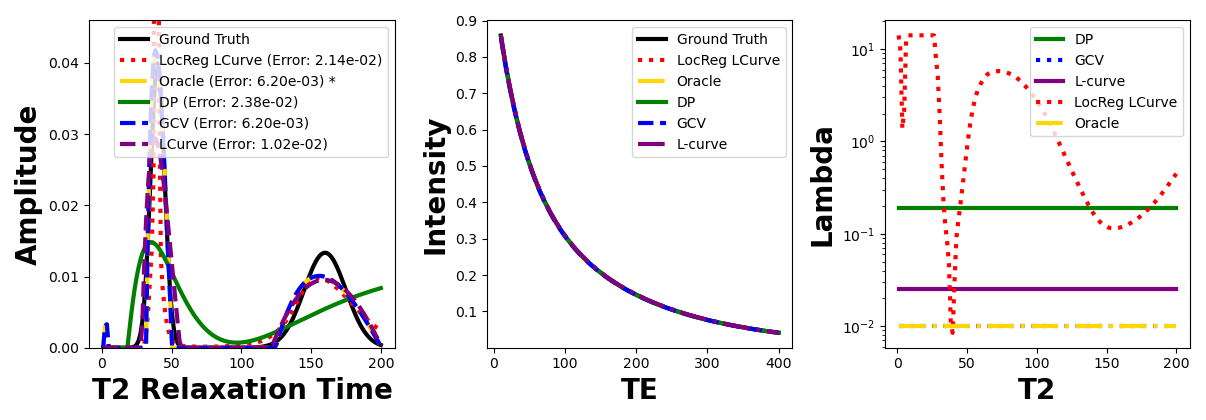 Amplitude
0.04
0.03
0.02
0.01
0.00
0
50
100
150
200
T2 Relaxation Time
Ground Truth
LocReg LCurve (Error: 2.14e-02)
Oracle (Error: 6.20e-03) *
DP (Error: 2.38e-02)
GCV (Error: 6.20e-03)
LCurve (Error: 1.02e-02)
Intensity
0.9
0.8
0.7
0.6
0.5
0.4
0.3
0.2
0.1
0
100
200
300
400
TE
Ground Truth
LocReg LCurve
Oracle
DP
GCV
L-curve
Lambda
10¹
10⁰
10⁻¹
10⁻²
0
50
100
150
200
T2
DP
GCV
L-curve
LocReg LCurve
Oracle